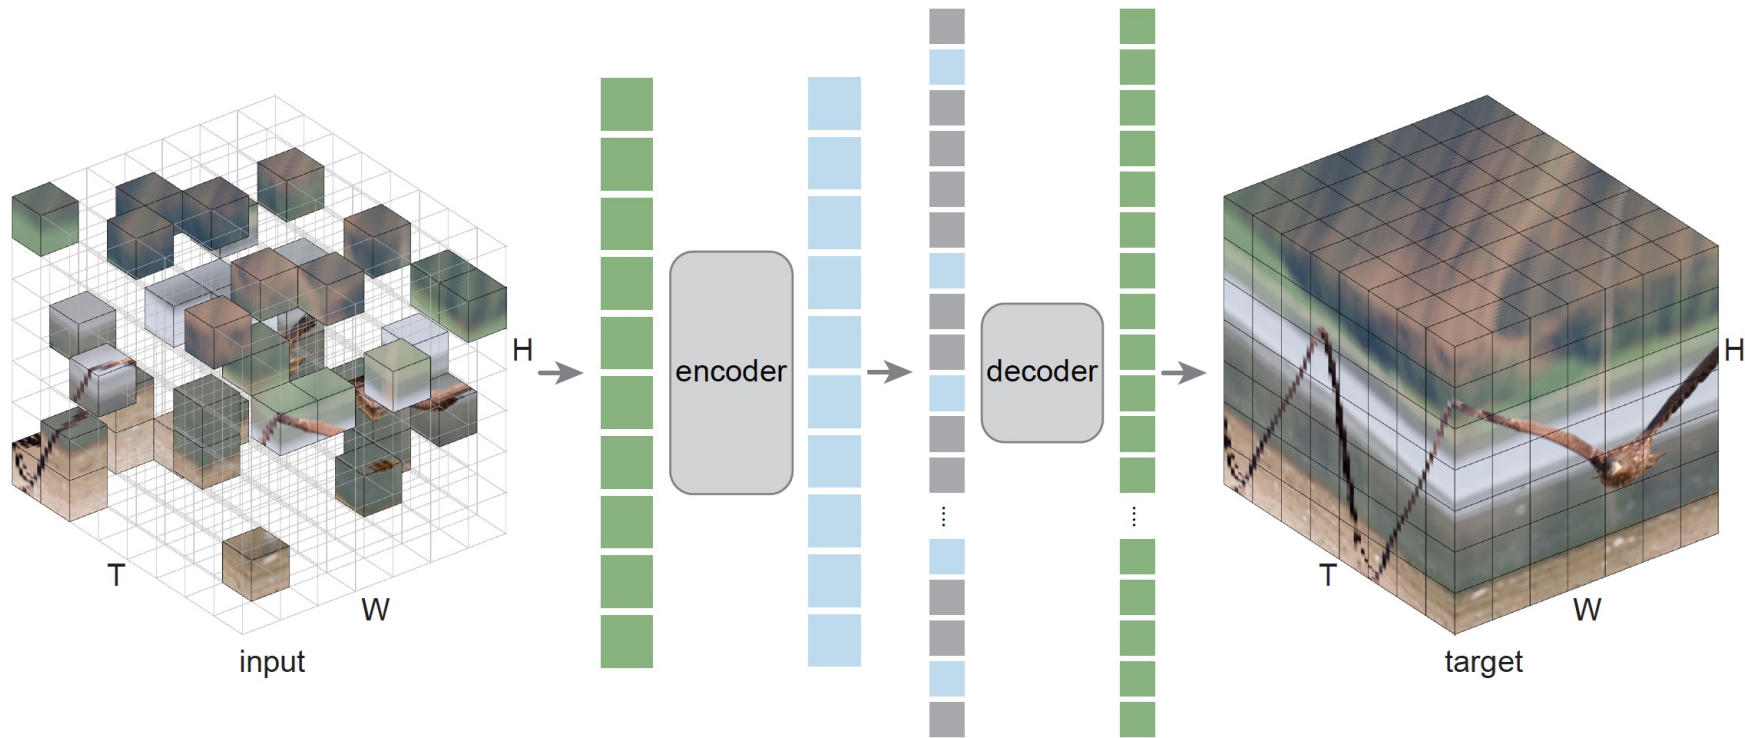 H
T
W
input
encoder
decoder
H
T
W
target